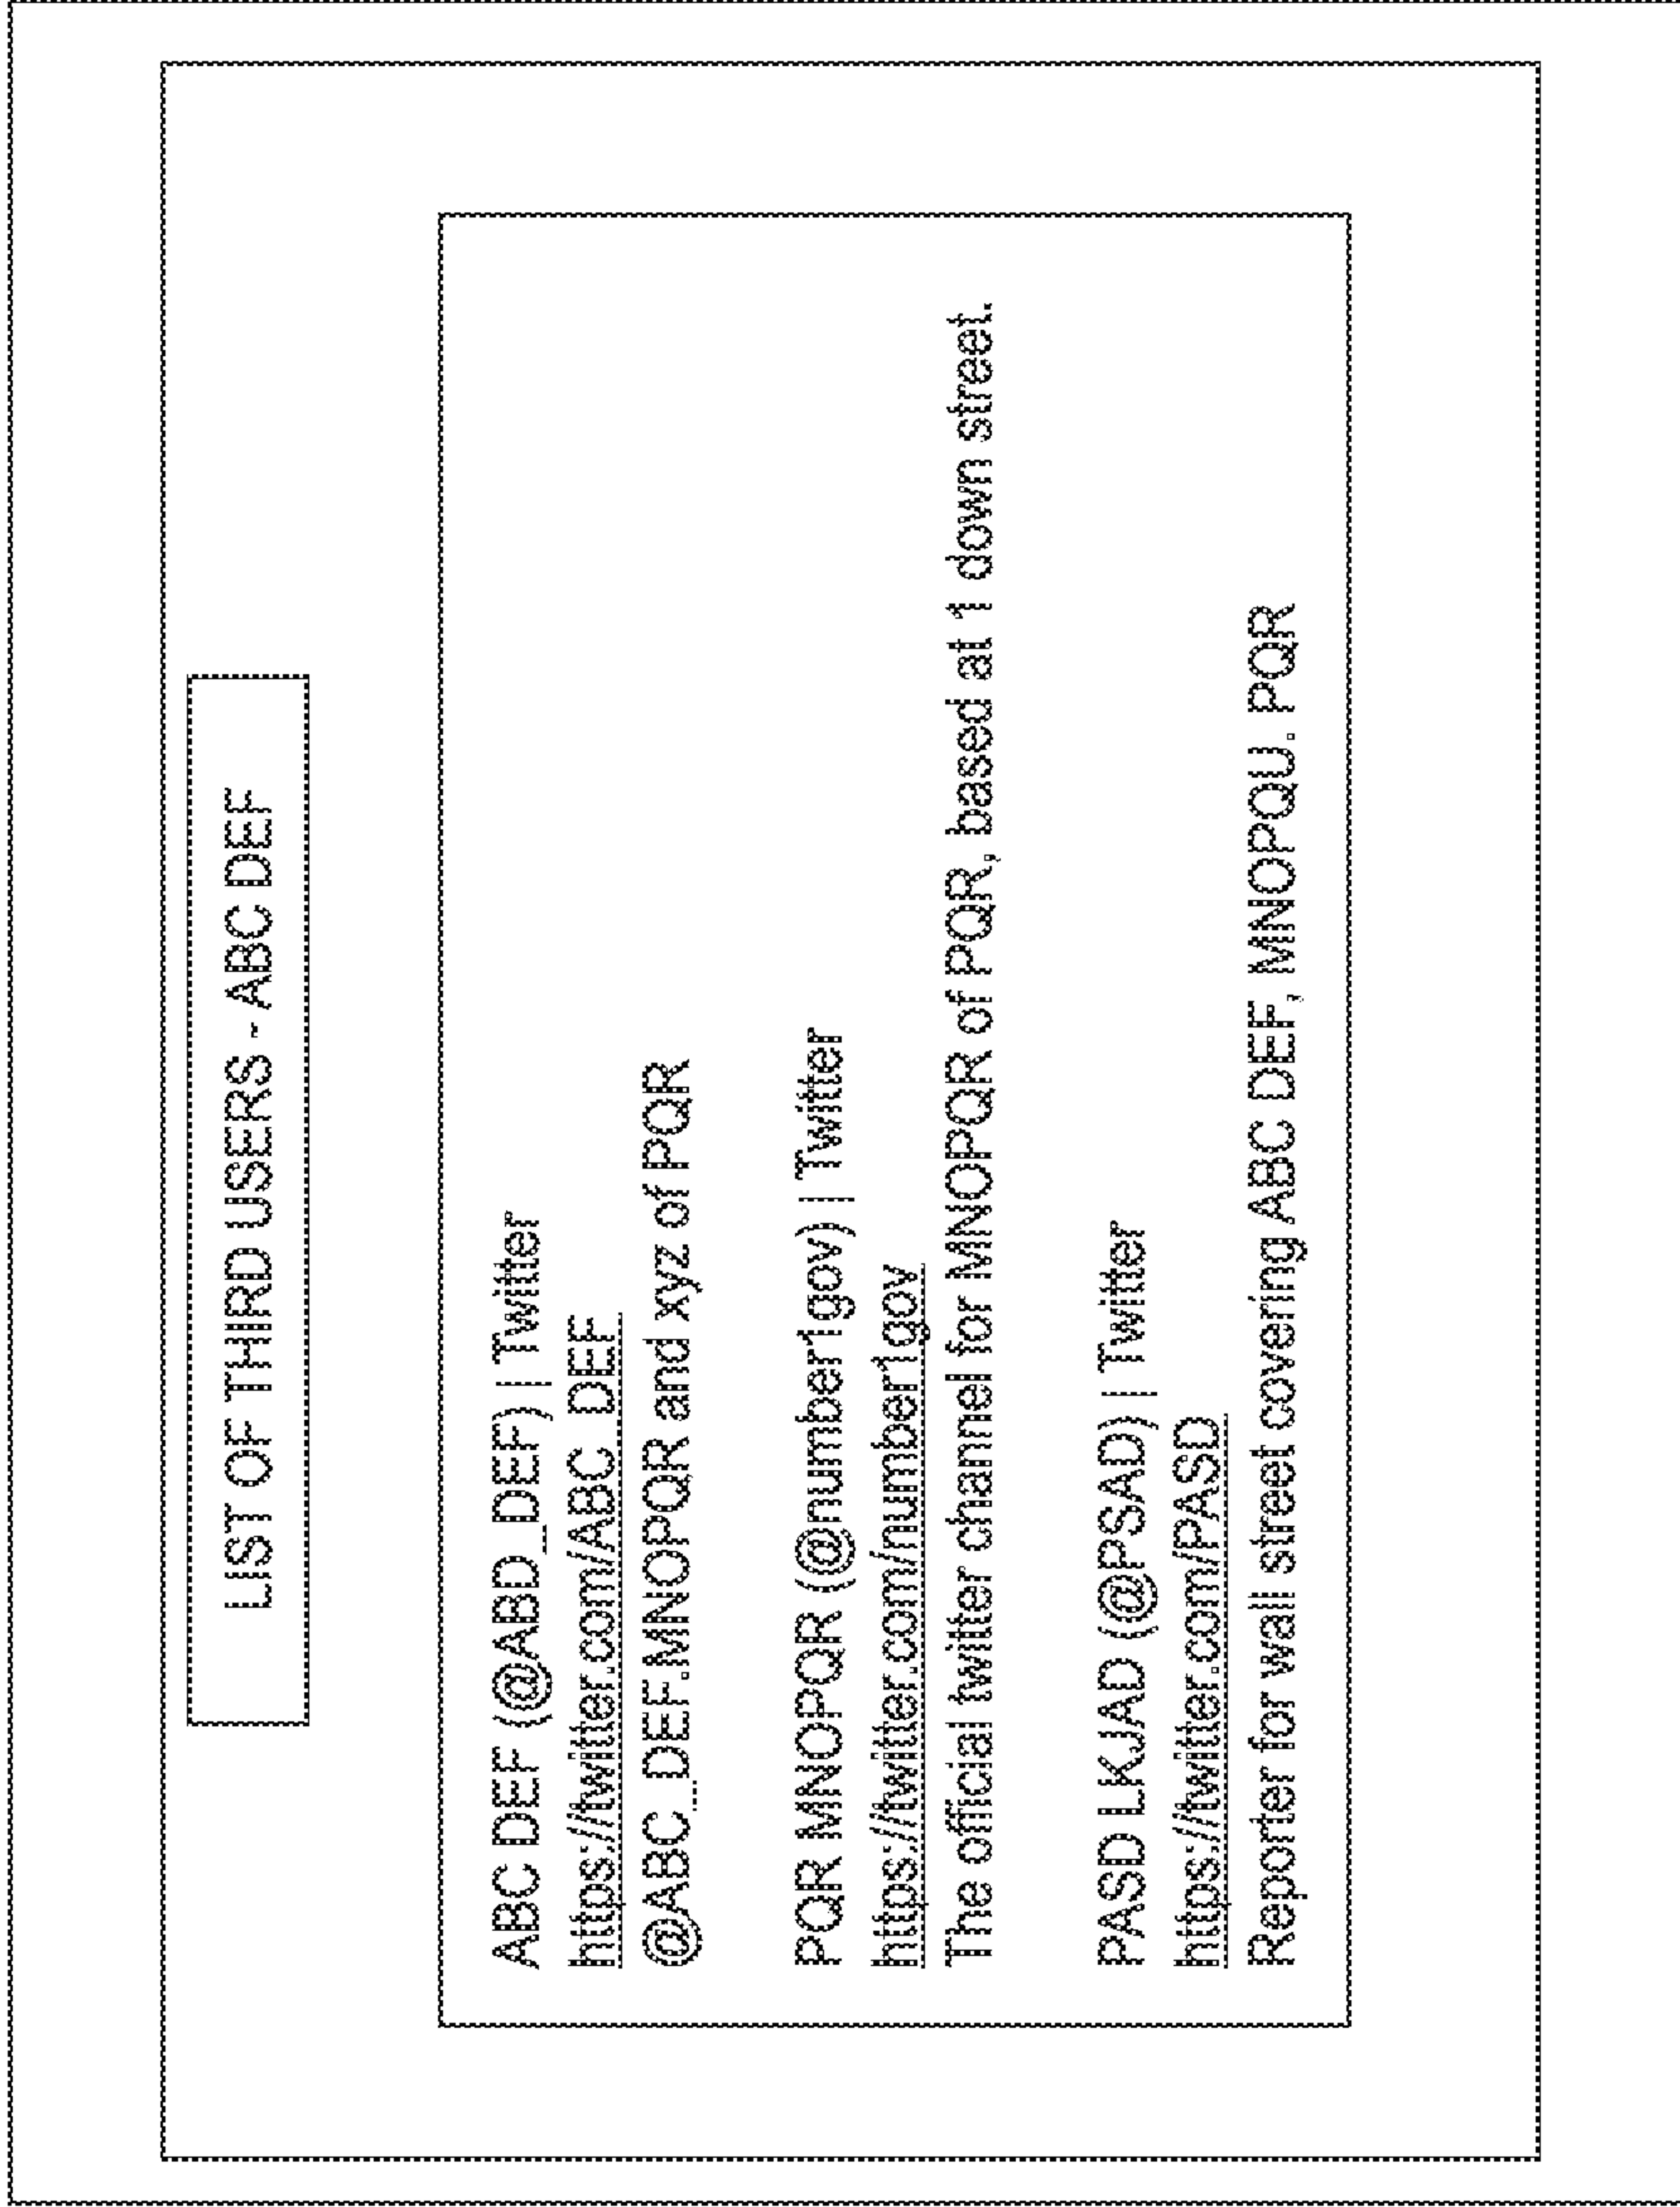 LIST OF THIRD USERS - ABC DEF
ABC DEF (@ABD_DEF) | Twitter
https://twitter.com/ABC_DEF
@ABC_DEF.MNOPQR and xyz of PQR
PQR MNOPQR (@number1gov) | Twitter
https://twitter.com/number1gov
The official twitter channel for MNOPQR of PQR, based at 1 down street.
PASD LKJAD (@PSAD) | Twitter
https://twitter.com/PASD
Reporter for wall street covering ABC DEF, MNOPQU. PQR